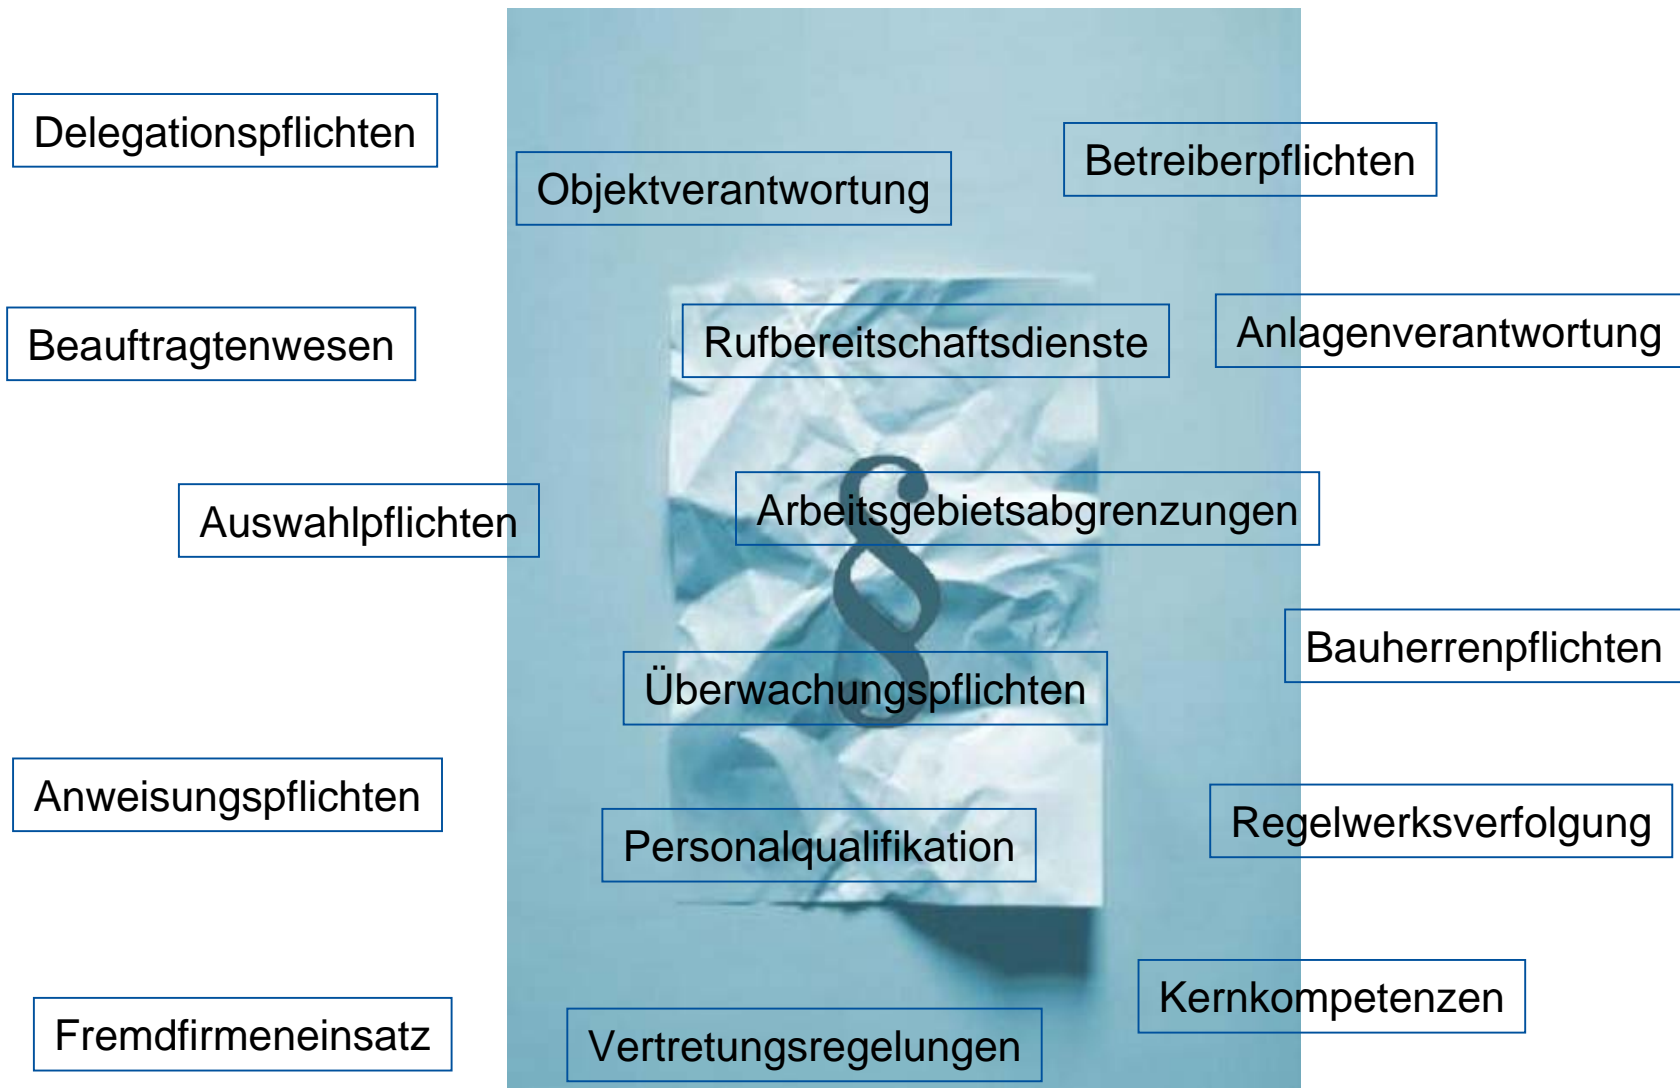 Delegationspflichten
Betreiberpflichten
Objektverantwortung
Rufbereitschaftsdienste
Anlagenverantwortung
Beauftragtenwesen
Arbeitsgebietsabgrenzungen
Auswahlpflichten
§
Bauherrenpflichten
Überwachungspflichten
Anweisungspflichten
Regelwerksverfolgung
Personalqualifikation
Kernkompetenzen
Fremdfirmeneinsatz
Vertretungsregelungen